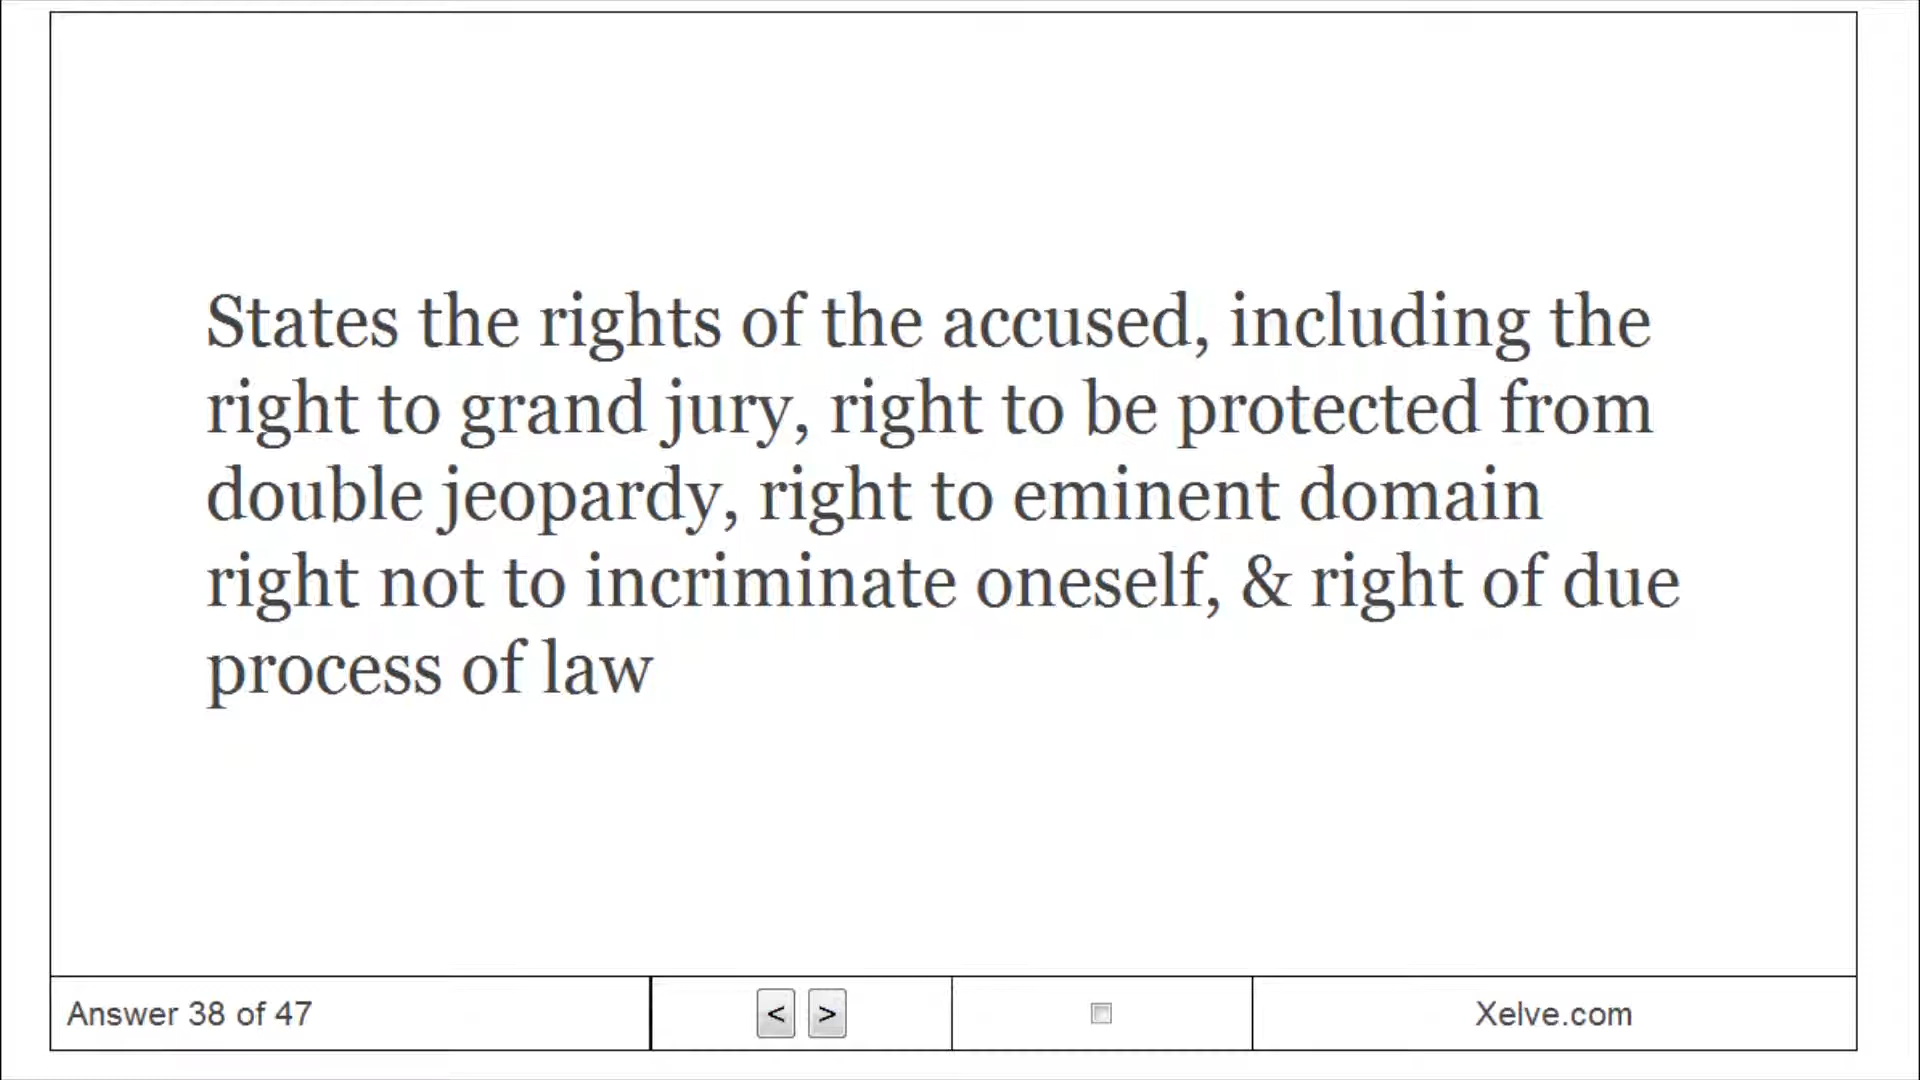 States the rights of the accused, including the
right to grand jury, right to be protected from
double jeopardy, right to eminent domain
right not to incriminate oneself, & right of due
process of law
Answer 38 of 47
< >
Xelve.com